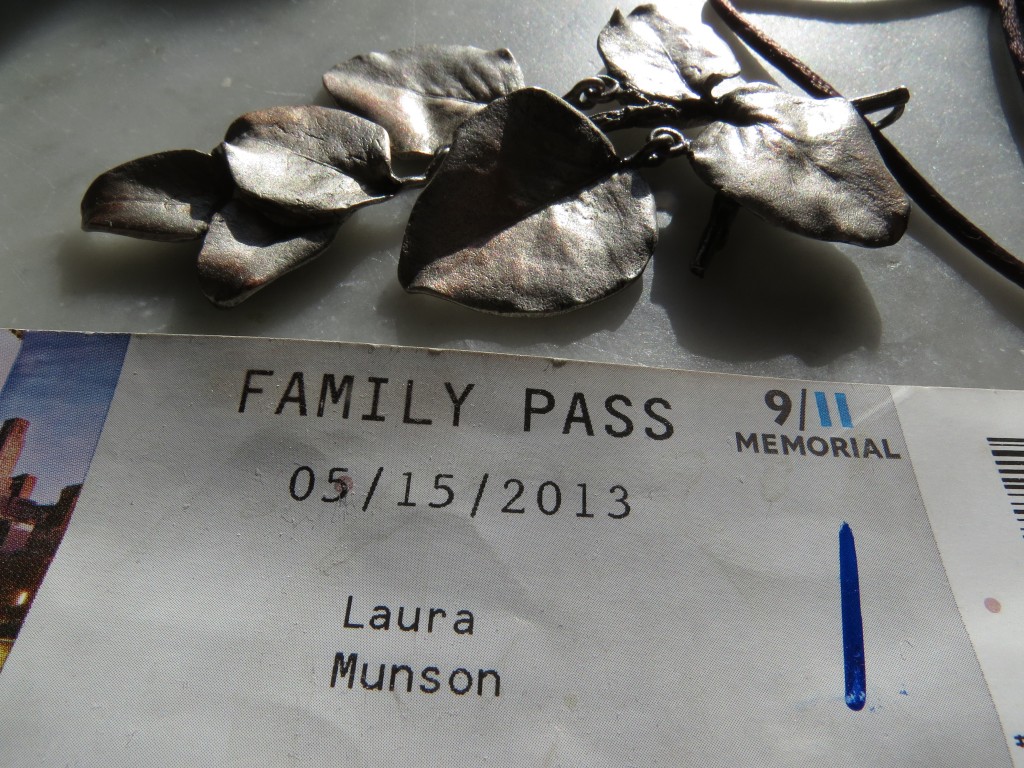 FAMILY PASS
9/11
MEMORIAL
05/15/2013
Laura
Munson